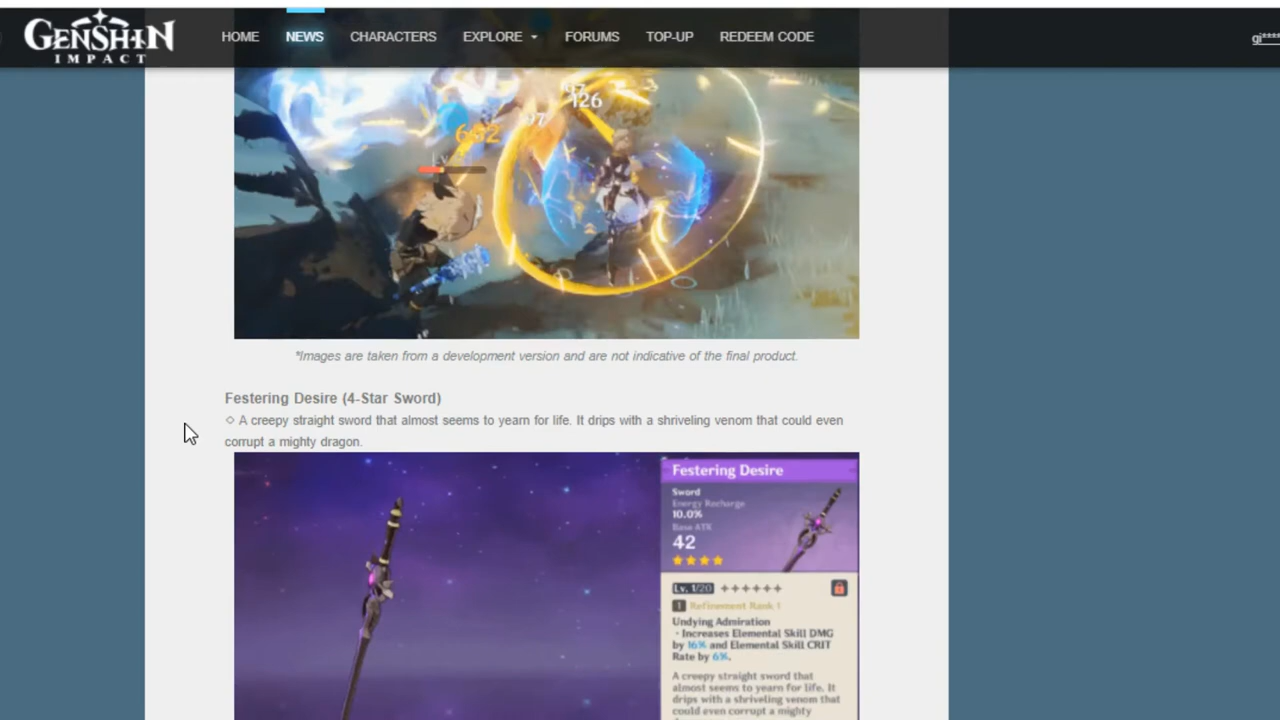 GENSHIN
IMPACT
HOME NEWS CHARACTERS EXPLORE FORUMS TOP-UP REDEEM CODE
gi****
126
97
682
*Images are taken from a development version and are not indicative of the final product.
Festering Desire (4-Star Sword)
◇ A creepy straight sword that almost seems to yearn for life. It drips with a shriveling venom that could even
corrupt a mighty dragon.
Festering Desire
Sword
Energy Recharge
10.0%
Base ATK
42
Lv. 1/20
1 Refinement Rank 1
Undying Admiration
· Increases Elemental Skill DMG
by 16% and Elemental Skill CRIT
Rate by 6%.
A creepy straight sword that
almost seems to yearn for life. It
drips with a shriveling venom that
could even corrupt a mighty